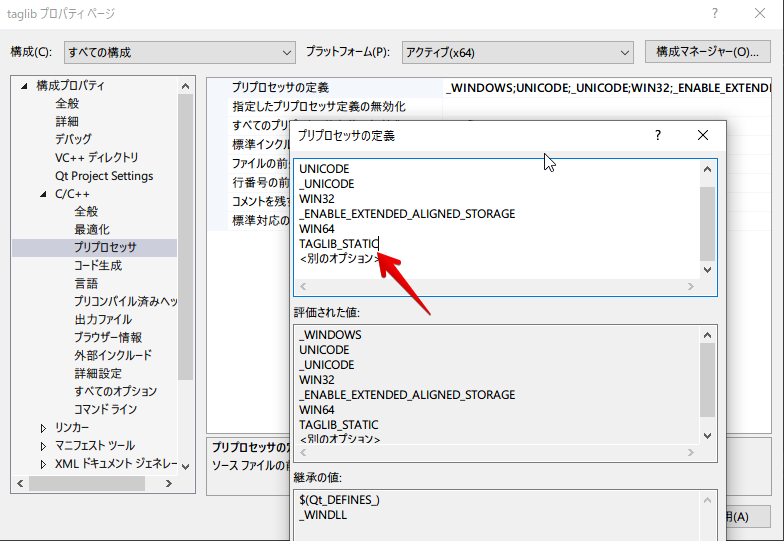 taglib プロパティ ページ
構成(C):
すべての構成
プラットフォーム(P):
アクティブ(x64)
構成マネージャー(O)...
構成プロパティ
全般
詳細
デバッグ
VC++ ディレクトリ
Qt Project Settings
C/C++
全般
最適化
プリプロセッサ
コード生成
言語
プリコンパイル済みヘッ
出力ファイル
ブラウザー情報
外部インクルード
詳細設定
すべてのオプション
コマンド ライン
リンカー
マニフェスト ツール
XML ドキュメント ジェネレー
プリプロセッサの定義
_WINDOWS;UNICODE;_UNICODE;WIN32;_ENABLE_EXTENDI
指定したプリプロセッサ定義の無効化
すべてのプリ
標準インクル
ファイルの前
行番号の前
コメントを残す
標準対応の
プリプロセッサの定
ソース ファイルの前
プリプロセッサの定義
UNICODE
_UNICODE
WIN32
_ENABLE_EXTENDED_ALIGNED_STORAGE
WIN64
TAGLIB_STATIC
<別のオプション>
評価された値:
_WINDOWS
UNICODE
_UNICODE
WIN32
_ENABLE_EXTENDED_ALIGNED_STORAGE
WIN64
TAGLIB_STATIC
<別のオプション>
継承の値:
$(Qt_DEFINES_)
_WINDLL
用(A)